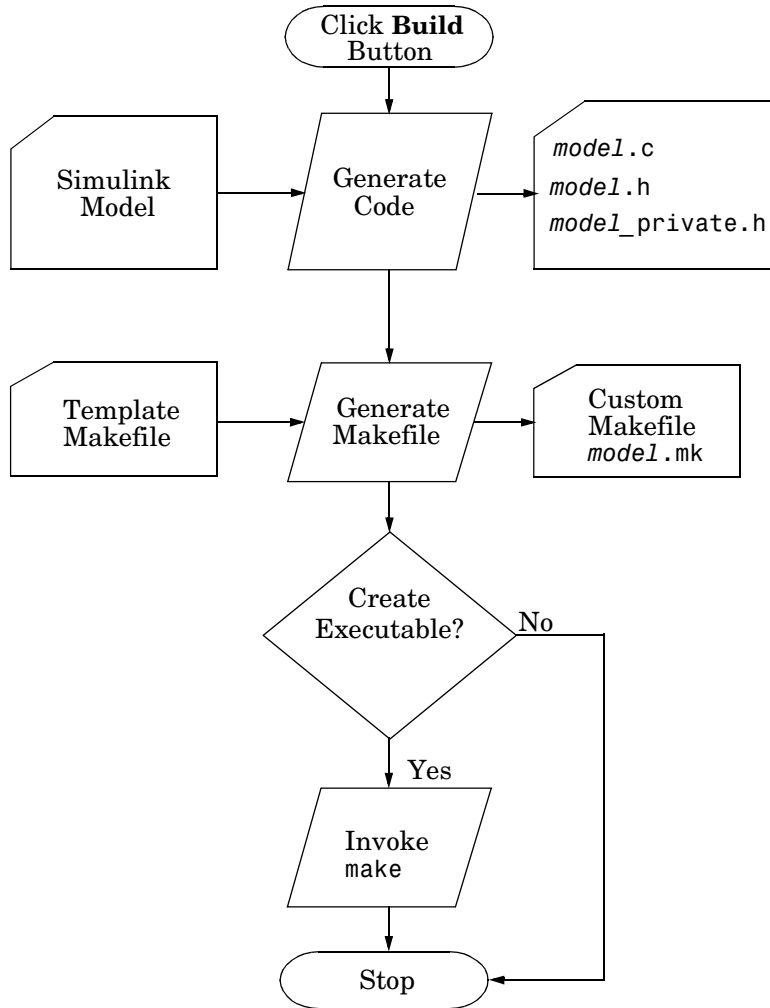 Click Build
Button
Simulink
Model
Generate
Code
model.c
model.h
model_private.h
Template
Makefile
Generate
Makefile
Custom
Makefile
model.mk
Create
Executable?
No
Yes
Invoke
make
Stop